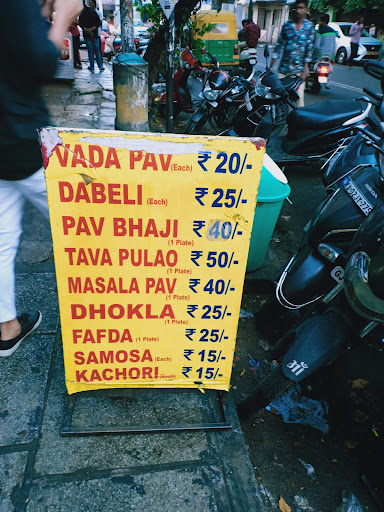 VADA PAV (Each) ₹ 20/-
DABELI (Each) ₹ 25/-
PAV BHAJI (1 Plate) ₹ 40/-
TAVA PULAO (1 Plate) ₹ 50/-
MASALA PAV (1 Plate) ₹ 40/-
DHOKLA (1 Plate) ₹ 25/-
FAFDA (1 Plate) ₹ 25/-
SAMOSA (Each) ₹ 15/-
KACHORI (Each) ₹ 15/-
माँ